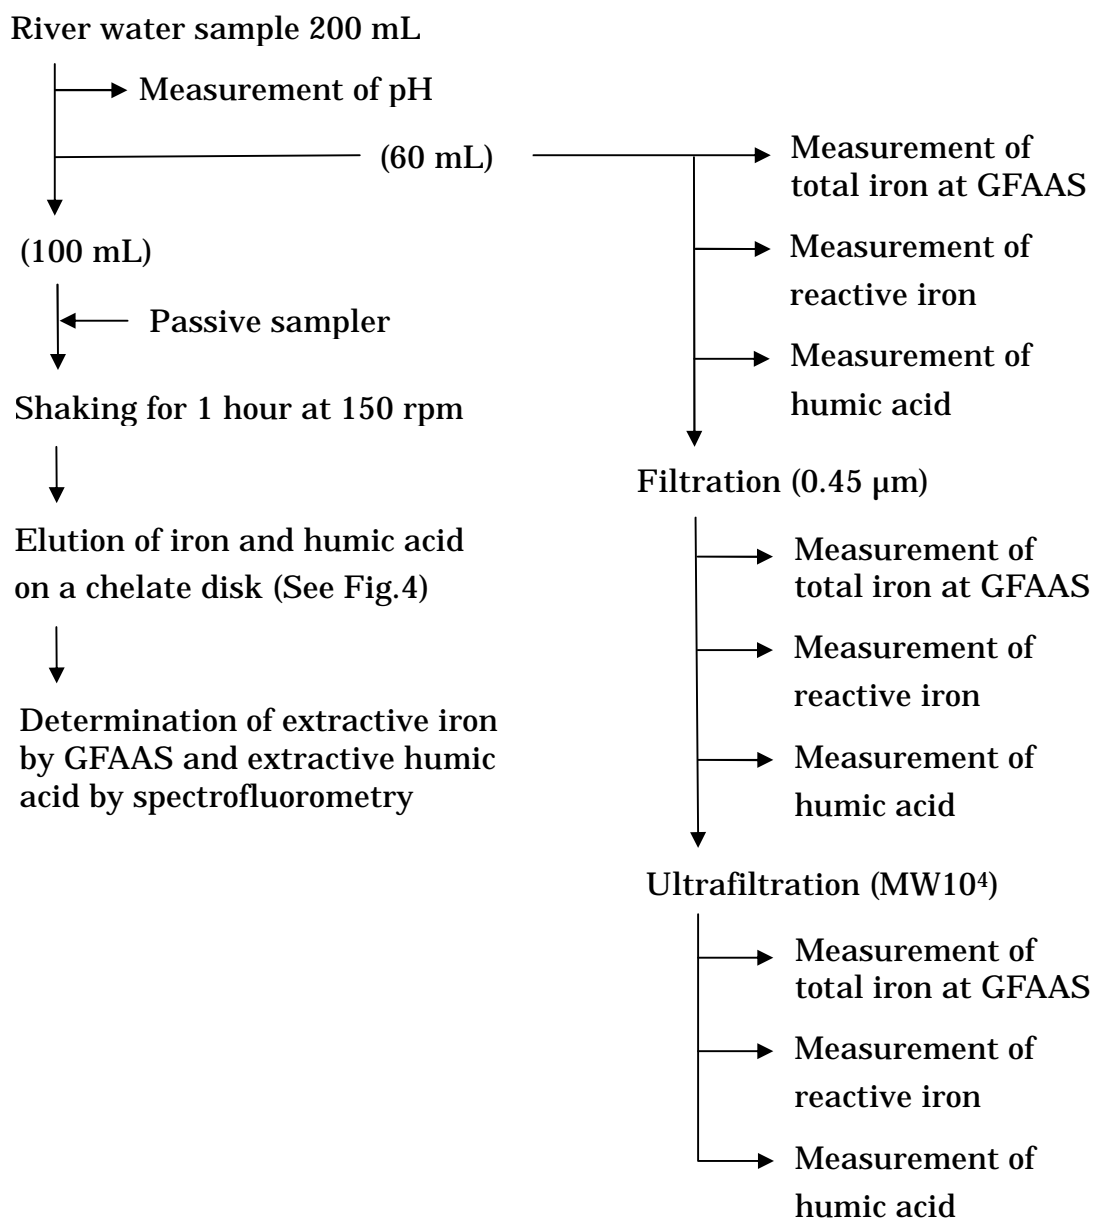 River water sample 200 mL
Measurement of pH
(60 mL)
(100 mL)
Passive sampler
Shaking for 1 hour at 150 rpm
Elution of iron and humic acid
on a chelate disk (See Fig.4)
Determination of extractive iron
by GFAAS and extractive humic
acid by spectrofluorometry
Measurement of
total iron at GFAAS
Measurement of
reactive iron
Measurement of
humic acid
Filtration (0.45 μm)
Measurement of
total iron at GFAAS
Measurement of
reactive iron
Measurement of
humic acid
Ultrafiltration (MW10⁴)
Measurement of
total iron at GFAAS
Measurement of
reactive iron
Measurement of
humic acid